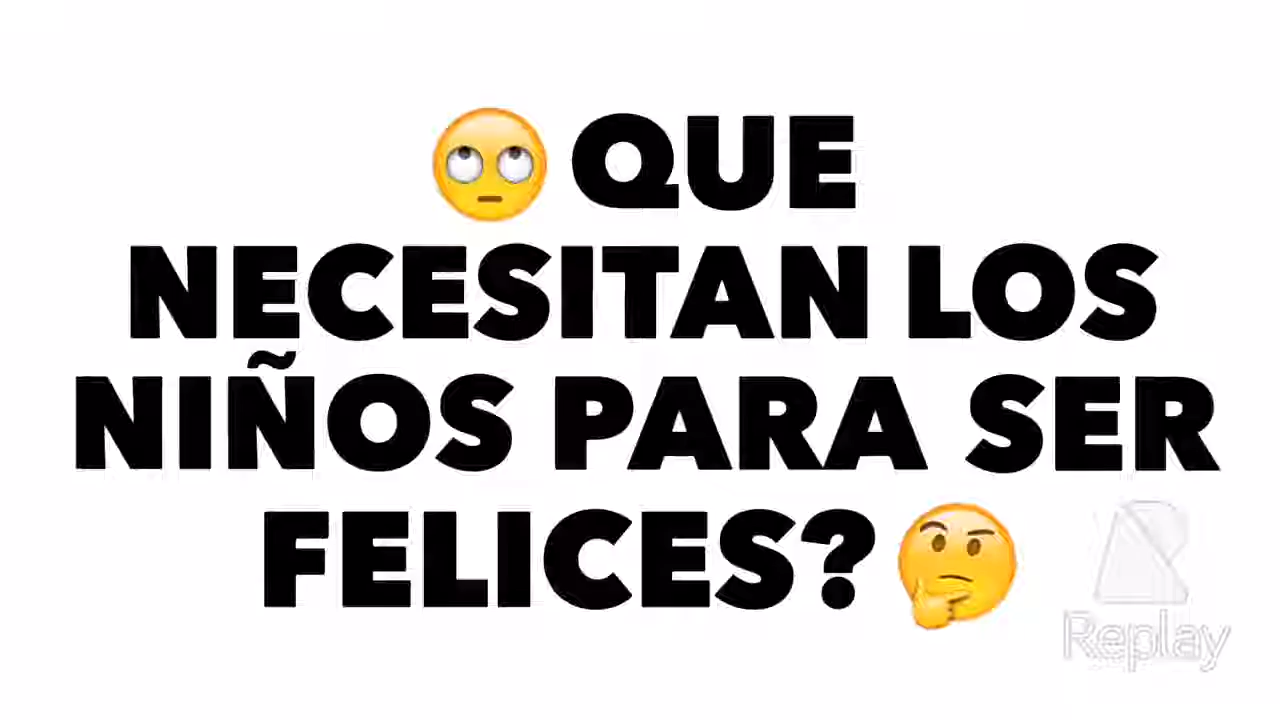 🙄 QUE
NECESITAN LOS
NIÑOS PARA SER
FELICES? 🤔
Replay